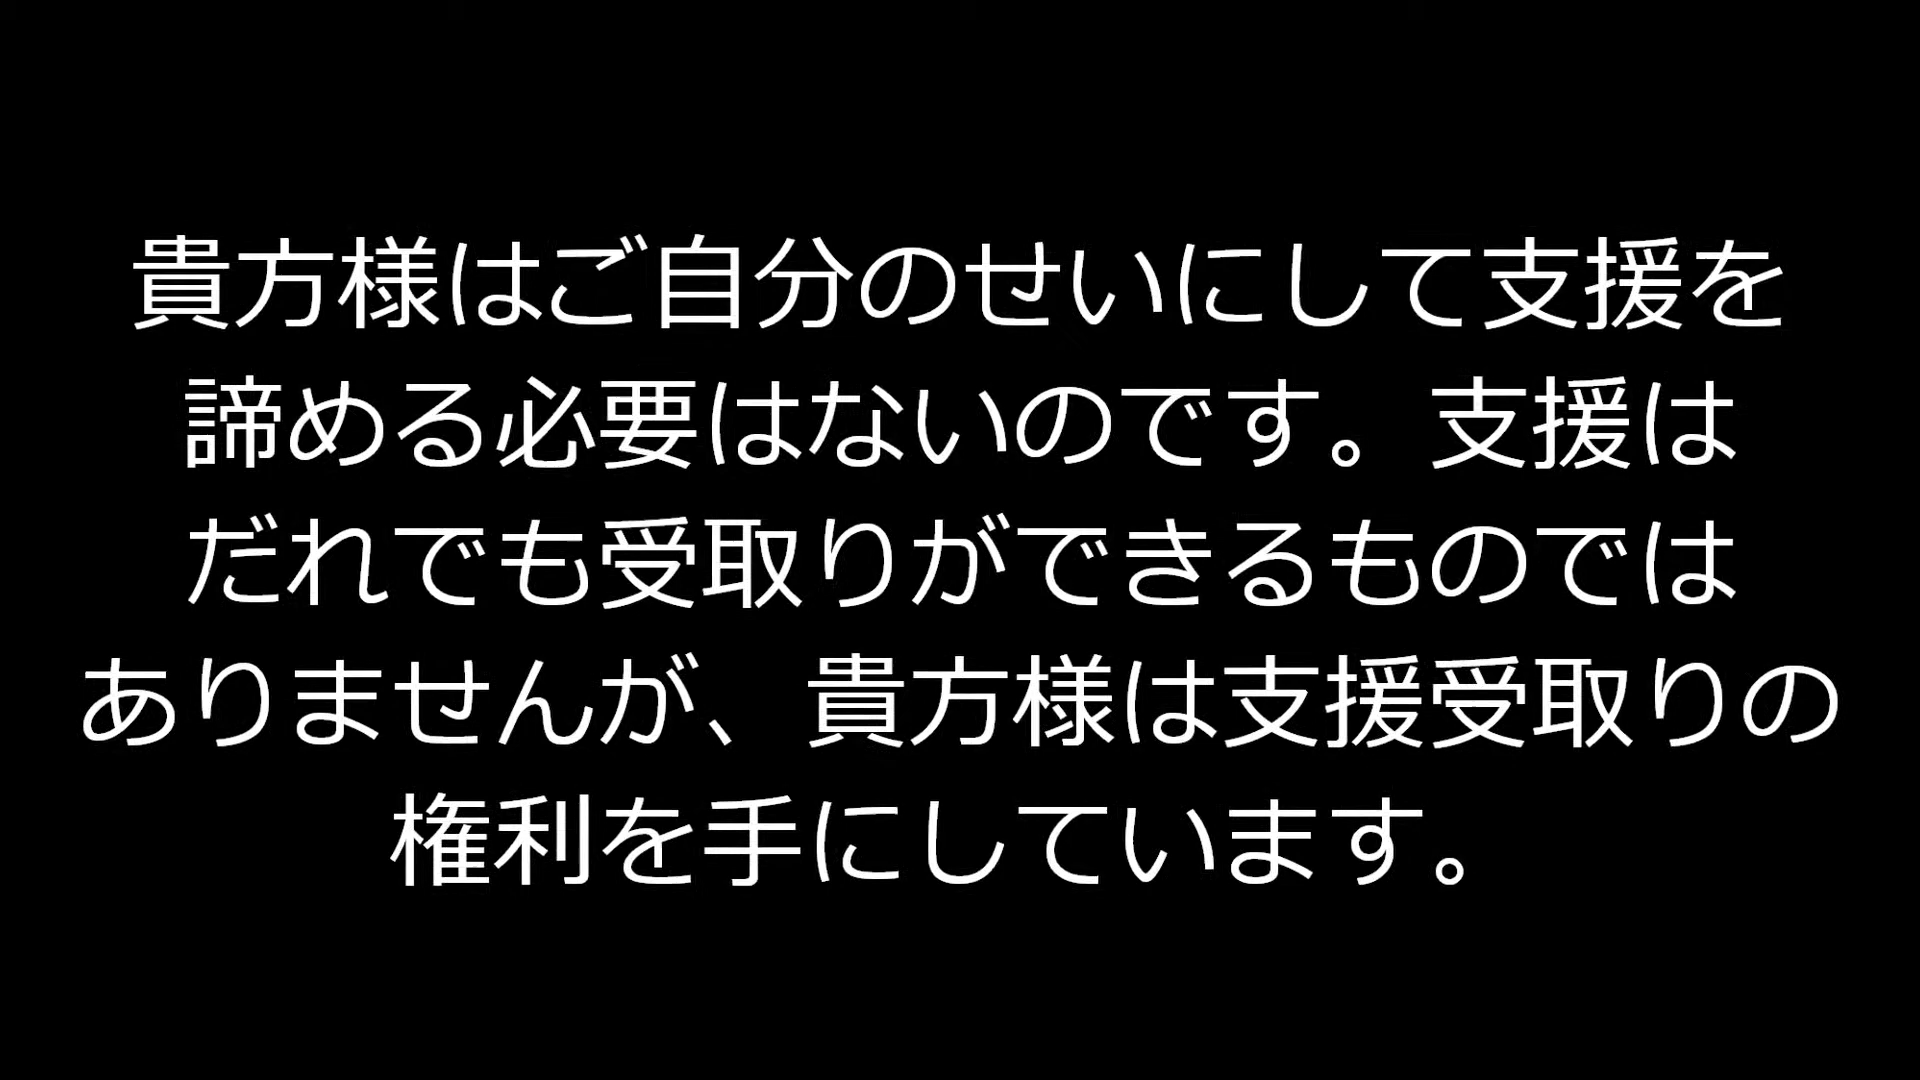 貴方様はご自分のせいにして支援を
諦める必要はないのです。支援は
だれでも受取りができるものでは
ありませんが、貴方様は支援受取りの
権利を手にしています。